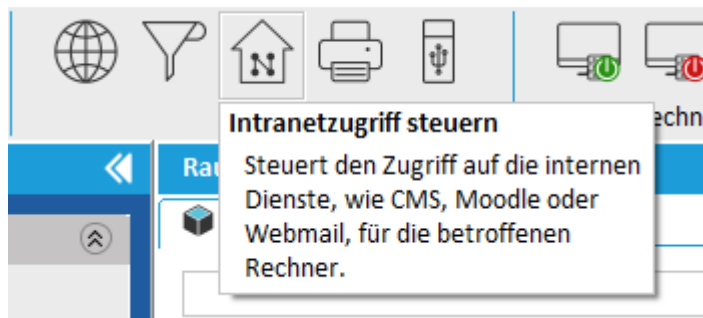 Intranetzugriff steuern
Steuert den Zugriff auf die internen
Dienste, wie CMS, Moodle oder
Webmail, für die betroffenen
Rechner.